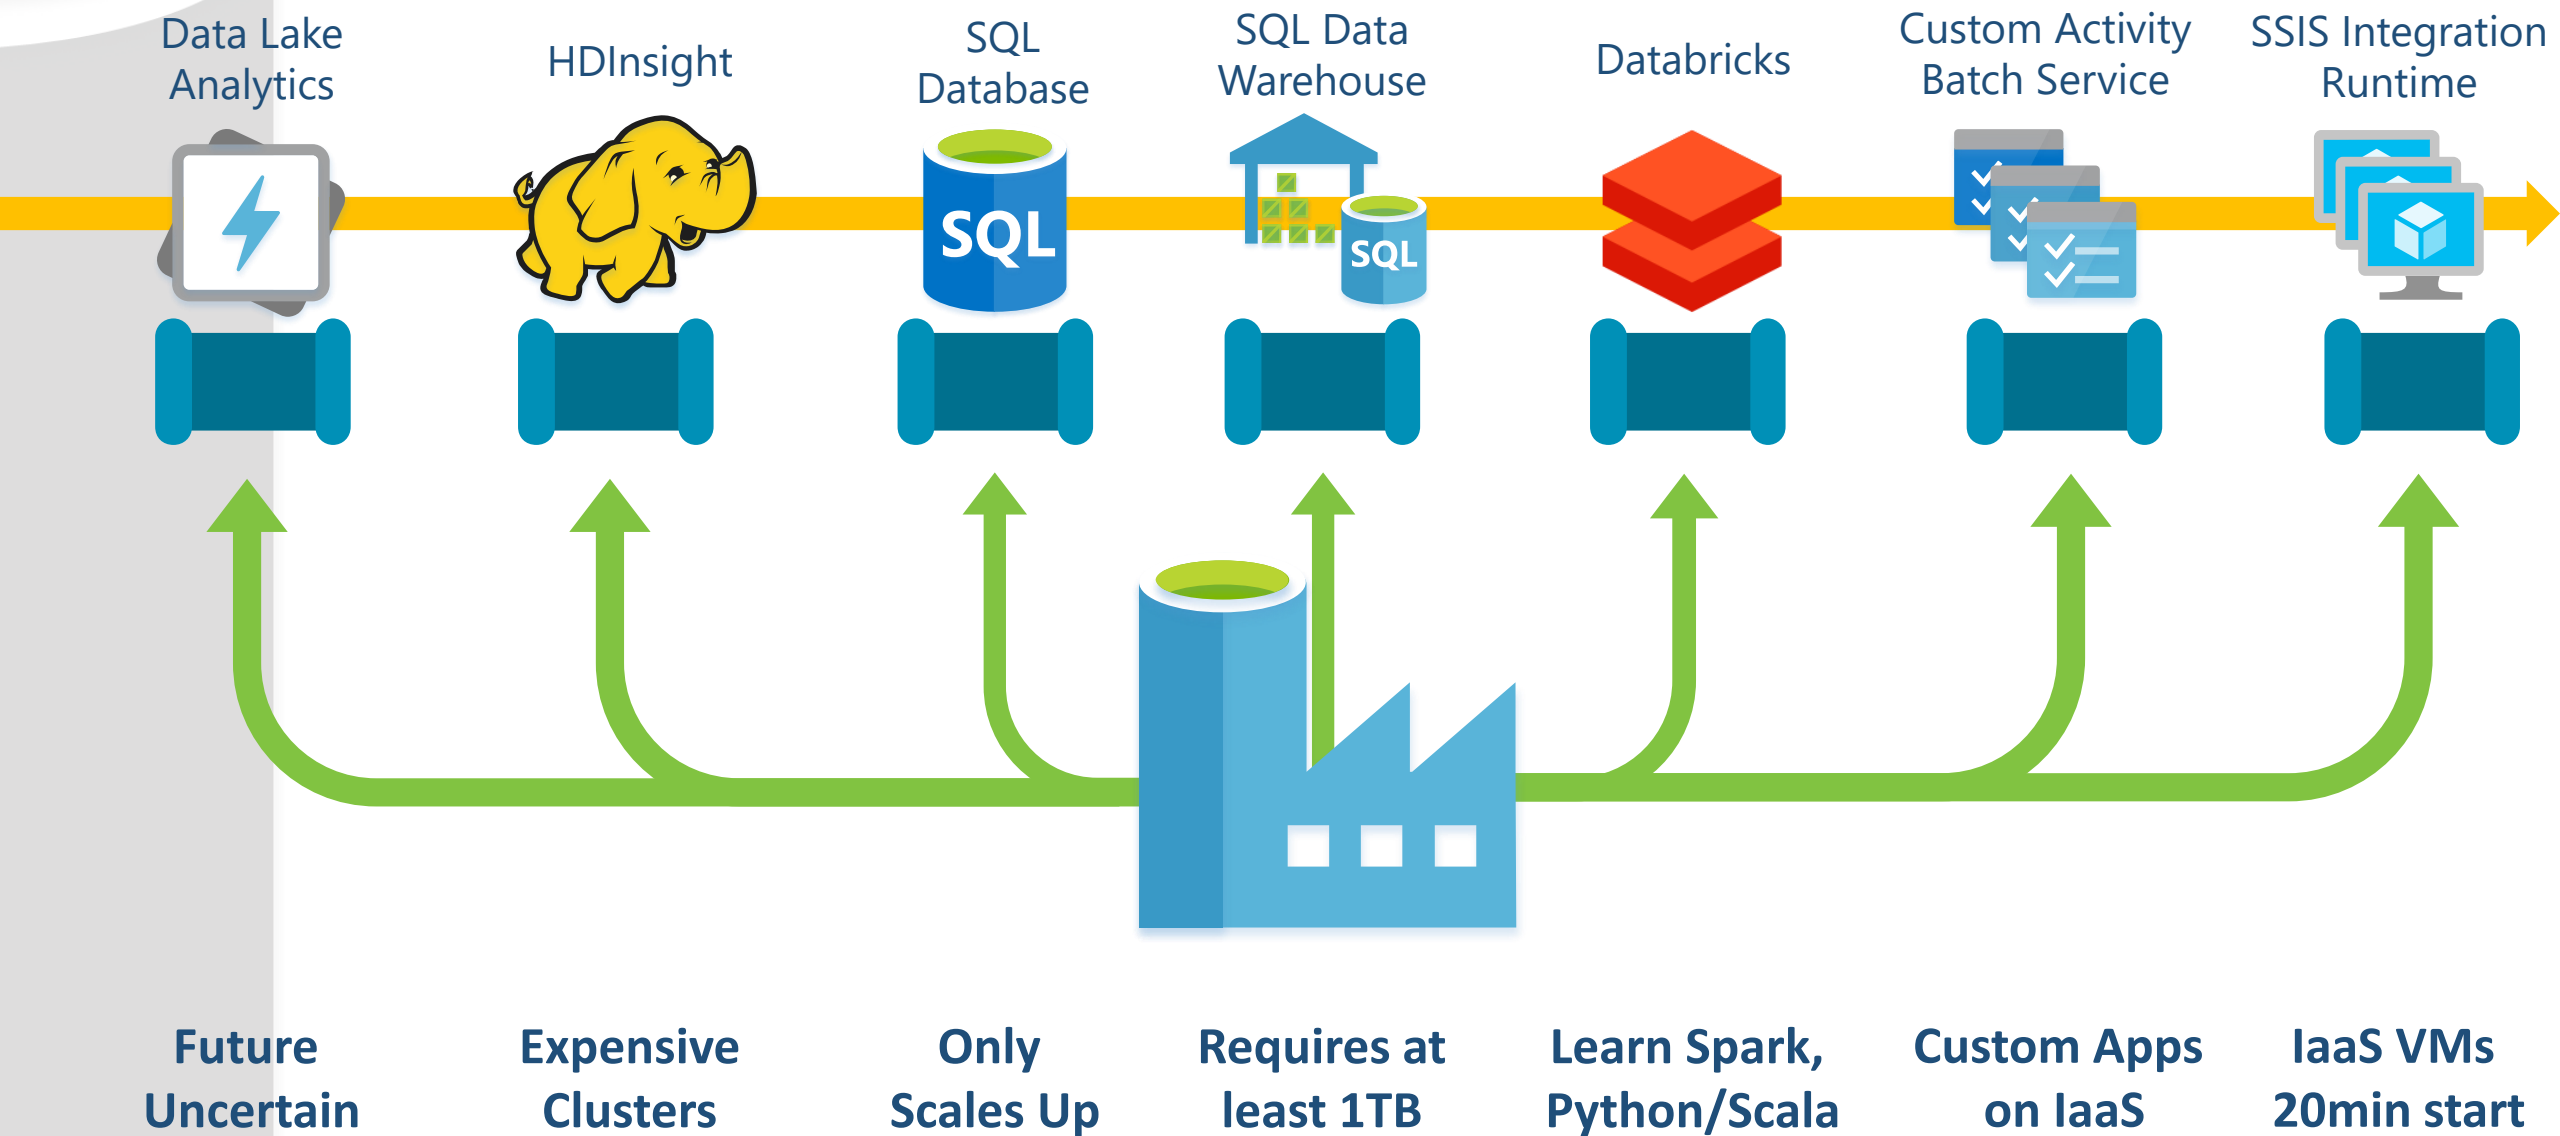 Data Lake
Analytics
HDInsight
SQL
Database
SQL Data
Warehouse
Databricks
Custom Activity
Batch Service
SSIS Integration
Runtime
SQL
SQL
Future
Uncertain
Expensive
Clusters
Only
Scales Up
Requires at
least 1TB
Learn Spark,
Python/Scala
Custom Apps
on IaaS
IaaS VMs
20min start